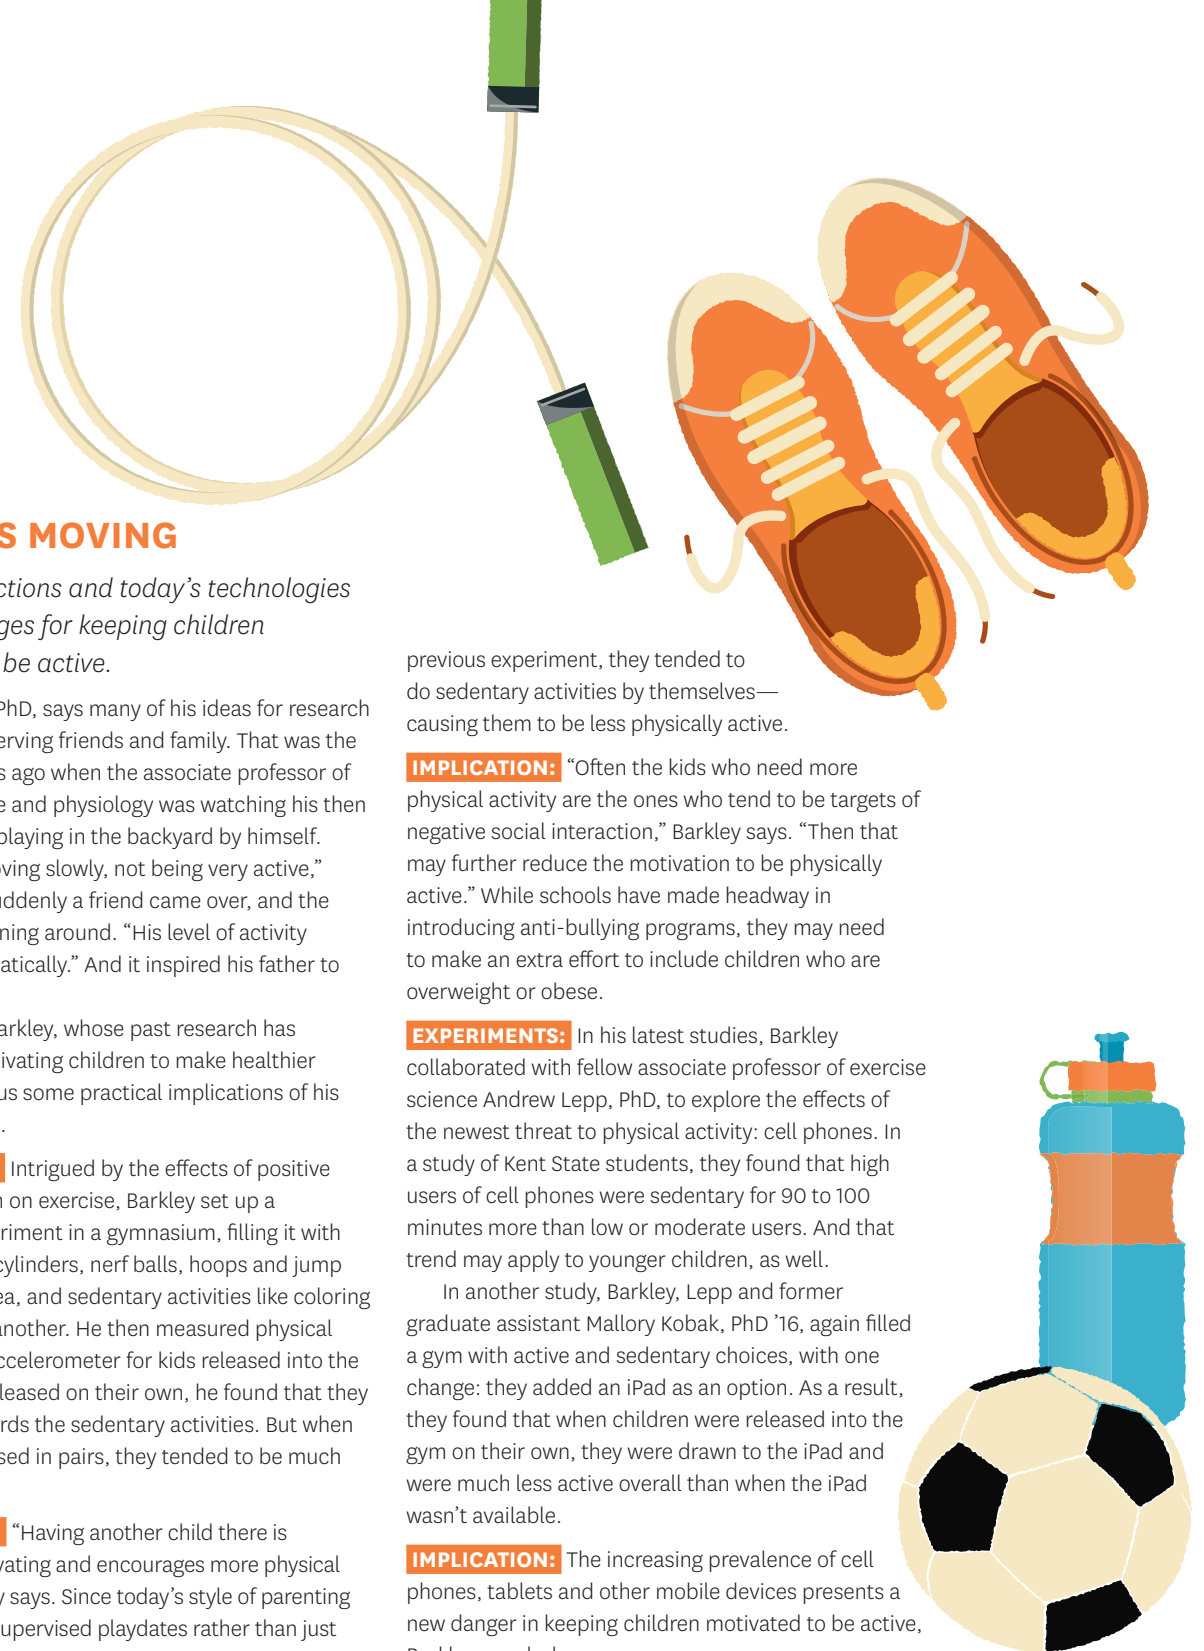 S MOVING
ctions and today’s technologies
ges for keeping children
be active.
PhD, says many of his ideas for research
erving friends and family. That was the
s ago when the associate professor of
e and physiology was watching his then
playing in the backyard by himself.
oving slowly, not being very active,”
uddenly a friend came over, and the
ning around. “His level of activity
atically.” And it inspired his father to
arkley, whose past research has
ivating children to make healthier
us some practical implications of his
.
Intrigued by the effects of positive
n on exercise, Barkley set up a
riment in a gymnasium, filling it with
cylinders, nerf balls, hoops and jump
ea, and sedentary activities like coloring
another. He then measured physical
ccelerometer for kids released into the
leased on their own, he found that they
rds the sedentary activities. But when
sed in pairs, they tended to be much
“Having another child there is
vating and encourages more physical
y says. Since today’s style of parenting
upervised playdates rather than just
previous experiment, they tended to
do sedentary activities by themselves—
causing them to be less physically active.
IMPLICATION: “Often the kids who need more
physical activity are the ones who tend to be targets of
negative social interaction,” Barkley says. “Then that
may further reduce the motivation to be physically
active.” While schools have made headway in
introducing anti-bullying programs, they may need
to make an extra effort to include children who are
overweight or obese.
EXPERIMENTS: In his latest studies, Barkley
collaborated with fellow associate professor of exercise
science Andrew Lepp, PhD, to explore the effects of
the newest threat to physical activity: cell phones. In
a study of Kent State students, they found that high
users of cell phones were sedentary for 90 to 100
minutes more than low or moderate users. And that
trend may apply to younger children, as well.
In another study, Barkley, Lepp and former
graduate assistant Mallory Kobak, PhD ’16, again filled
a gym with active and sedentary choices, with one
change: they added an iPad as an option. As a result,
they found that when children were released into the
gym on their own, they were drawn to the iPad and
were much less active overall than when the iPad
wasn’t available.
IMPLICATION: The increasing prevalence of cell
phones, tablets and other mobile devices presents a
new danger in keeping children motivated to be active,